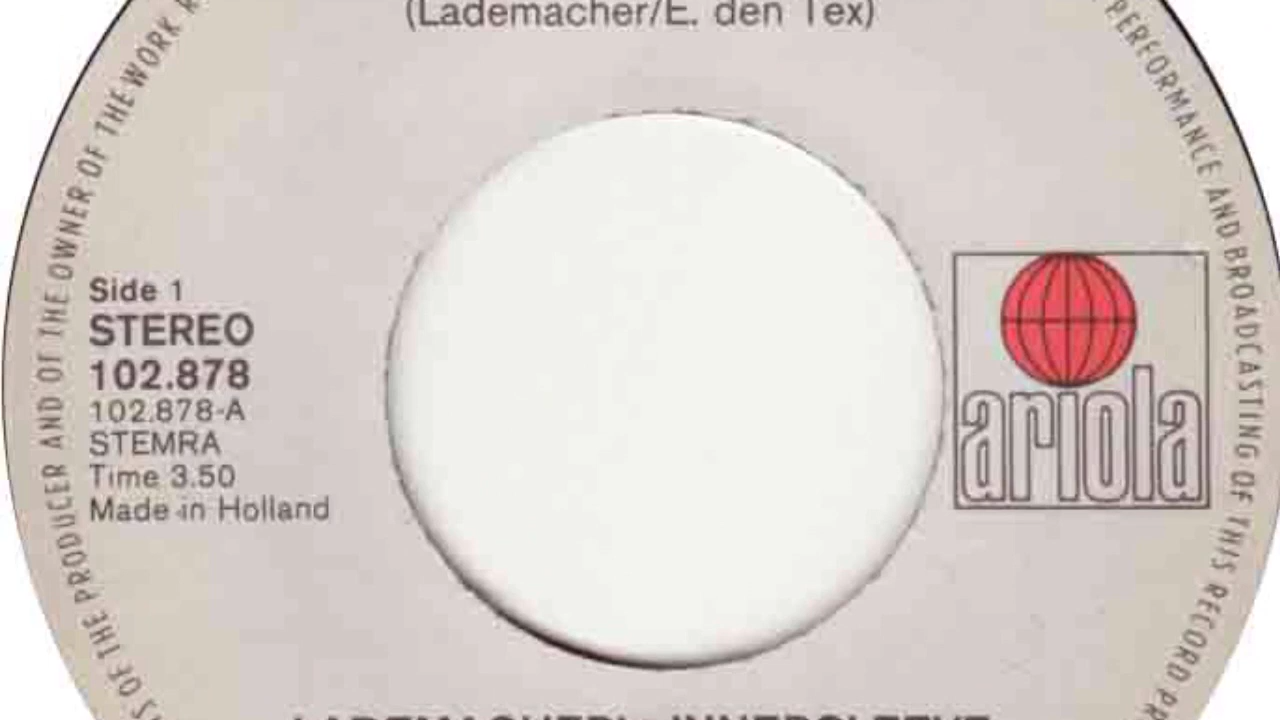 (Lademacher/E. den Tex)
OF THE PRODUCER AND OF THE OWNER OF THE WORK
PERFORMANCE AND BROADCASTING OF THIS RECORD
Side 1
STEREO
102.878
102.878-A
STEMRA
Time 3.50
Made in Holland
ariola